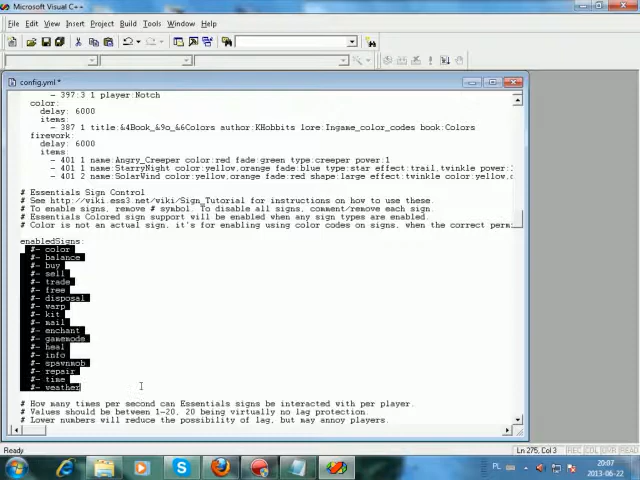 Microsoft Visual C++
File Edit View Insert Project Build Tools Window Help
config.yml *
- 397:3 1 player:Notch
color:
delay: 6000
items:
- 387 1 title:&4Book_&9o_&6Colors author:KHobbits lore:Ingame_color_codes book:Colors
firework:
delay: 6000
items:
- 401 1 name:Angry_Creeper color:red fade:green type:creeper power:1
- 401 1 name:StarryNight color:yellow,orange fade:blue type:star effect:trail,twinkle power:1
- 401 2 name:SolarWind color:yellow,orange fade:red shape:large effect:twinkle color:yellow,o
# Essentials Sign Control
# See http://wiki.ess3.net/wiki/Sign_Tutorial for instructions on how to use these.
# To enable signs, remove # symbol. To disable all signs, comment/remove each sign.
# Essentials Colored sign support will be enabled when any sign types are enabled.
# Color is not an actual sign, it's for enabling using color codes on signs, when the correct perm
enabledSigns:
#- color
#- balance
#- buy
#- sell
#- trade
#- free
#- disposal
#- warp
#- kit
#- mail
#- enchant
#- gamemode
#- heal
#- info
#- spawnmob
#- repair
#- time
#- weather
# How many times per second can Essentials signs be interacted with per player.
# Values should be between 1-20, 20 being virtually no lag protection.
# Lower numbers will reduce the possibility of lag, but may annoy players.
Ready
Ln 275, Col 3
REC COL OVR READ
PL
20:07
2013-06-22